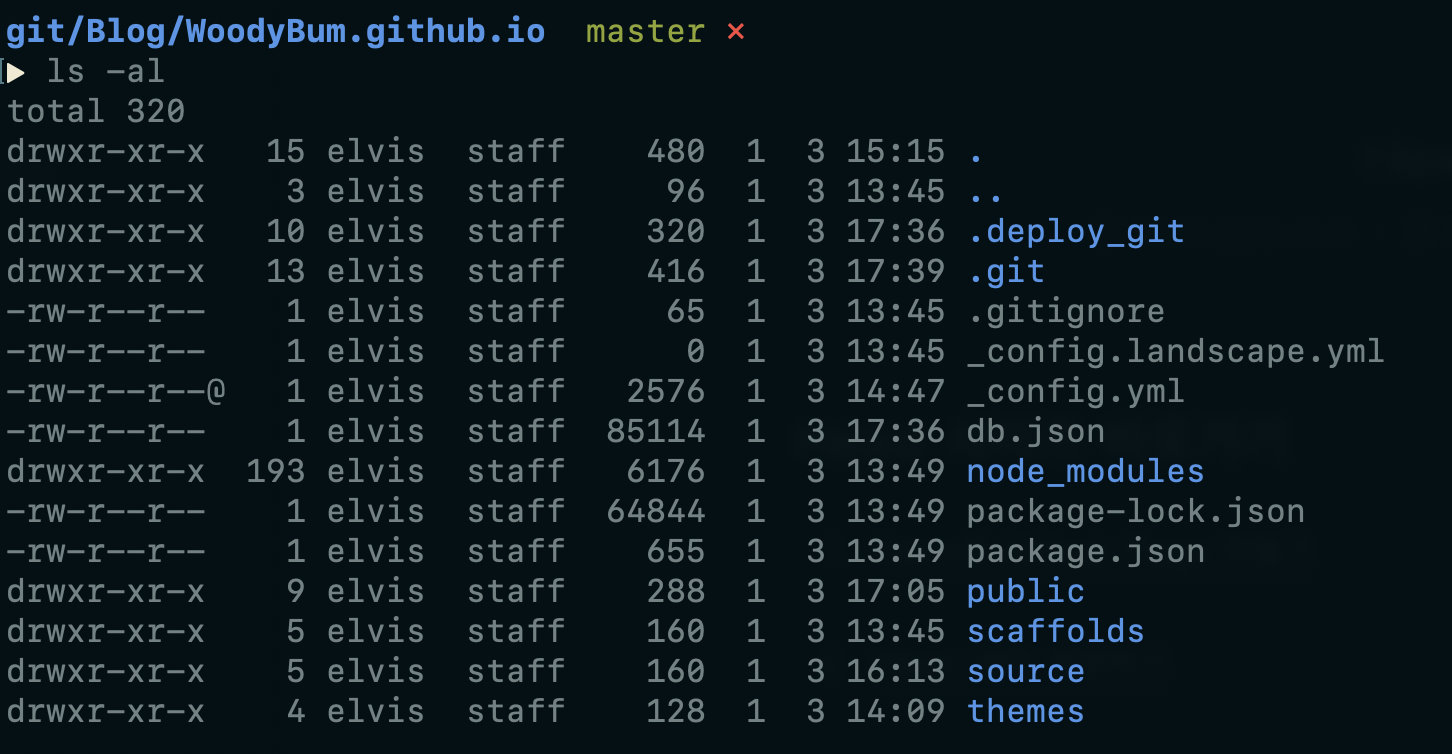 git/Blog/WoodyBum.github.io  master ×
▶ ls -al
total 320
drwxr-xr-x   15 elvis  staff    480  1  3 15:15 .
drwxr-xr-x    3 elvis  staff     96  1  3 13:45 ..
drwxr-xr-x   10 elvis  staff    320  1  3 17:36 .deploy_git
drwxr-xr-x   13 elvis  staff    416  1  3 17:39 .git
-rw-r--r--    1 elvis  staff     65  1  3 13:45 .gitignore
-rw-r--r--    1 elvis  staff      0  1  3 13:45 _config.landscape.yml
-rw-r--r--@   1 elvis  staff   2576  1  3 14:47 _config.yml
-rw-r--r--    1 elvis  staff  85114  1  3 17:36 db.json
drwxr-xr-x  193 elvis  staff   6176  1  3 13:49 node_modules
-rw-r--r--    1 elvis  staff  64844  1  3 13:49 package-lock.json
-rw-r--r--    1 elvis  staff    655  1  3 13:49 package.json
drwxr-xr-x    9 elvis  staff    288  1  3 17:05 public
drwxr-xr-x    5 elvis  staff    160  1  3 13:45 scaffolds
drwxr-xr-x    5 elvis  staff    160  1  3 16:13 source
drwxr-xr-x    4 elvis  staff    128  1  3 14:09 themes